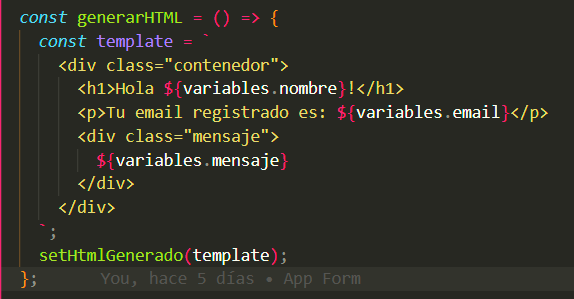 const generarHTML = () => {
  const template = `
    <div class="contenedor">
      <h1>Hola ${variables.nombre}!</h1>
      <p>Tu email registrado es: ${variables.email}</p>
      <div class="mensaje">
        ${variables.mensaje}
      </div>
    </div>
  `;
  setHtmlGenerado(template);
};      You, hace 5 días • App Form